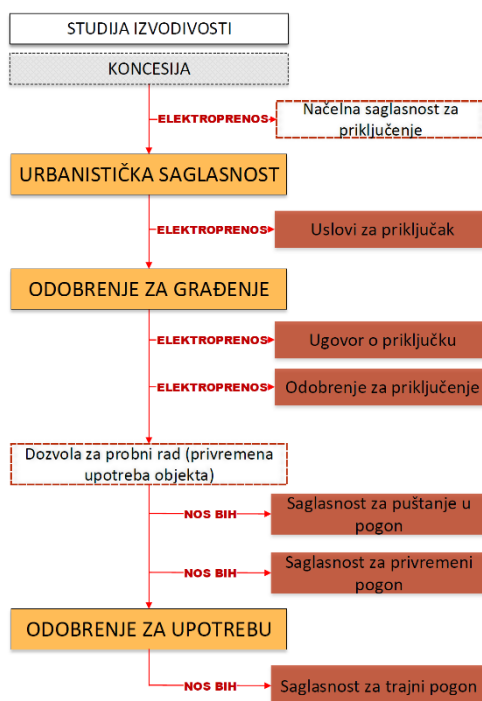 STUDIJA IZVODIVOSTI
KONCESIJA
ELEKTROPRENOS
Načelna saglasnost za
priključenje
URBANISTIČKA SAGLASNOST
ELEKTROPRENOS
Uslovi za priključak
ODOBRENJE ZA GRAĐENJE
ELEKTROPRENOS
Ugovor o priključku
ELEKTROPRENOS
Odobrenje za priključenje
Dozvola za probni rad (privremena
upotreba objekta)
NOS BIH
Saglasnost za puštanje u
pogon
NOS BIH
Saglasnost za privremeni
pogon
ODOBRENJE ZA UPOTREBU
NOS BIH
Saglasnost za trajni pogon